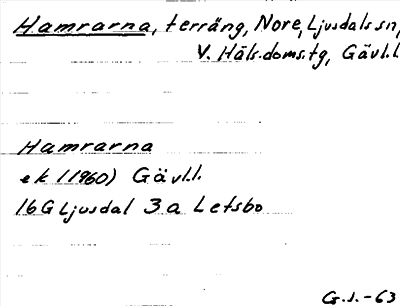 Hamrarna, terräng, Nore, Ljusdals sn,
V. Häls. doms. tg, Gävl.l.
Hamrarna
ek (1960) Gävl.l.
16G Ljusdal 3a Letsbo
G.J.-63